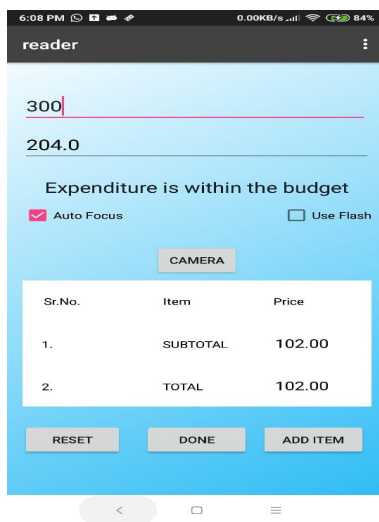 6:08 PM 0.00KB/s 84%
reader
300
204.0
Expenditure is within the budget
Auto Focus Use Flash
CAMERA
Sr.No. Item Price
1. SUBTOTAL 102.00
2. TOTAL 102.00
RESET DONE ADD ITEM